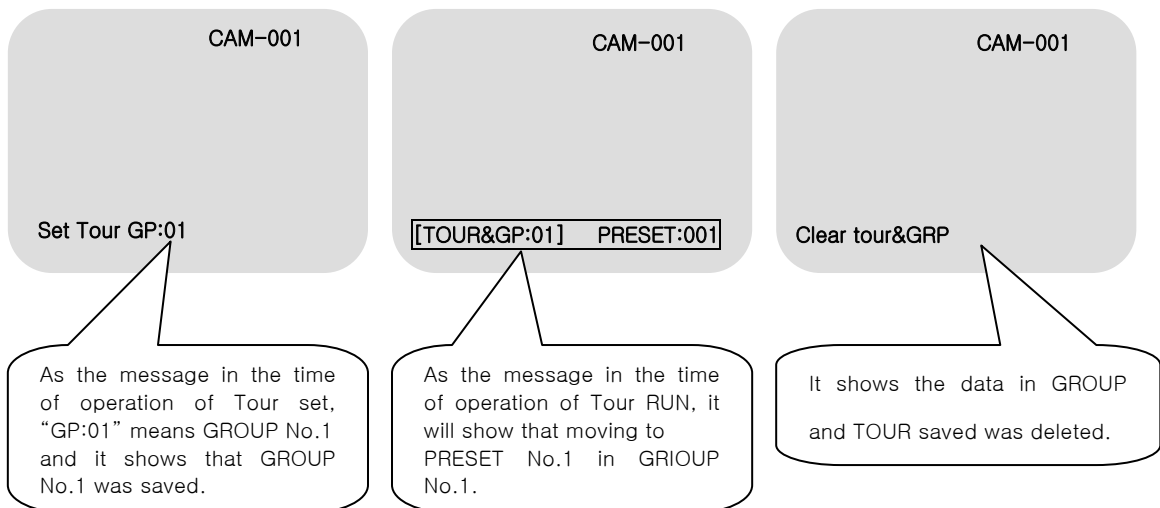 CAM-001
Set Tour GP:01
As the message in the time
of operation of Tour set,
“GP:01” means GROUP No.1
and it shows that GROUP
No.1 was saved.
CAM-001
[TOUR&GP:01] PRESET:001
As the message in the time
of operation of Tour RUN, it
will show that moving to
PRESET No.1 in GRIOUP
No.1.
CAM-001
Clear tour&GRP
It shows the data in GROUP
and TOUR saved was deleted.